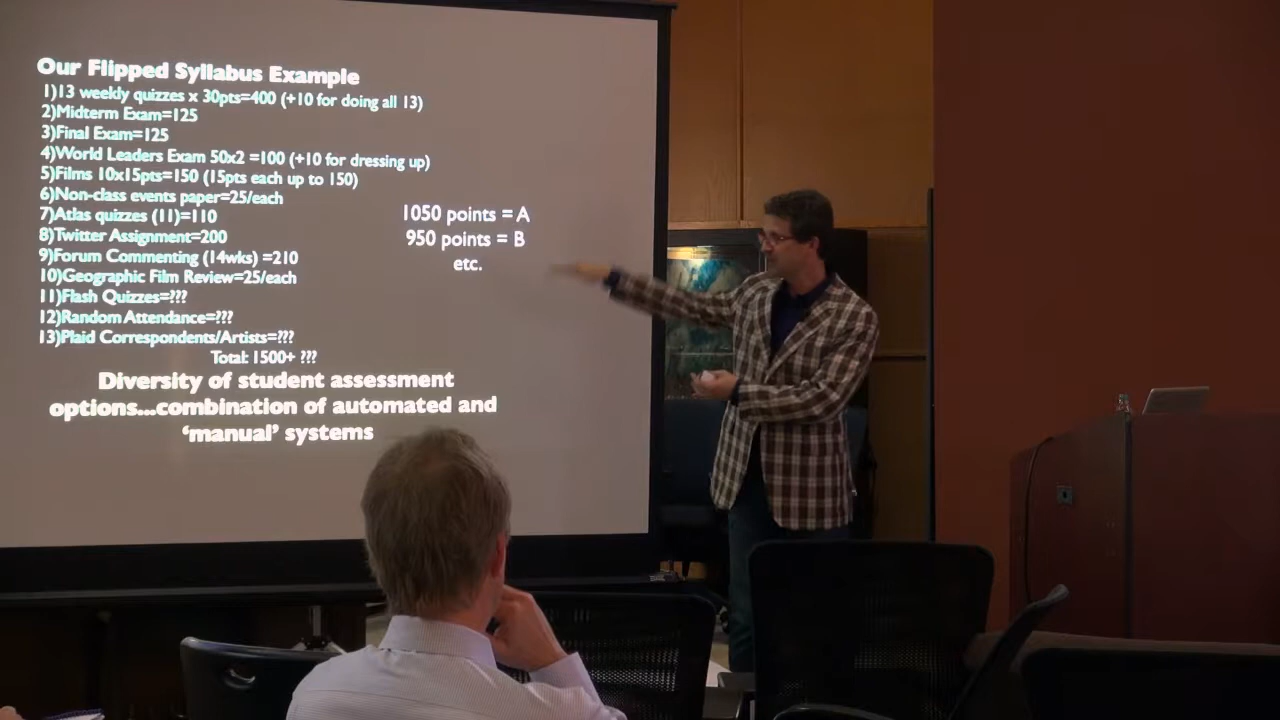 Our Flipped Syllabus Example
1)13 weekly quizzes x 30pts=400 (+10 for doing all 13)
2)Midterm Exam=125
3)Final Exam=125
4)World Leaders Exam 50x2 =100 (+10 for dressing up)
5)Films 10x15pts=150 (15pts each up to 150)
6)Non-class events paper=25/each
7)Atlas quizzes (11)=110
8)Twitter Assignment=200
9)Forum Commenting (14wks) =210
10)Geographic Film Review=25/each
11)Flash Quizzes=???
12)Random Attendance=???
13)Plaid Correspondents/Artists=???
Total: 1500+ ???
1050 points = A
950 points = B
etc.
Diversity of student assessment
options...combination of automated and
‘manual’ systems